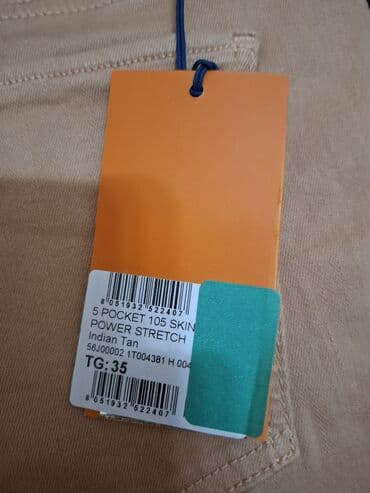 8 051932 522407
5 POCKET 105 SKIN
POWER STRETCH
Indian Tan
56J00002 1T004381 H 004
TG: 35
8 051932 522407